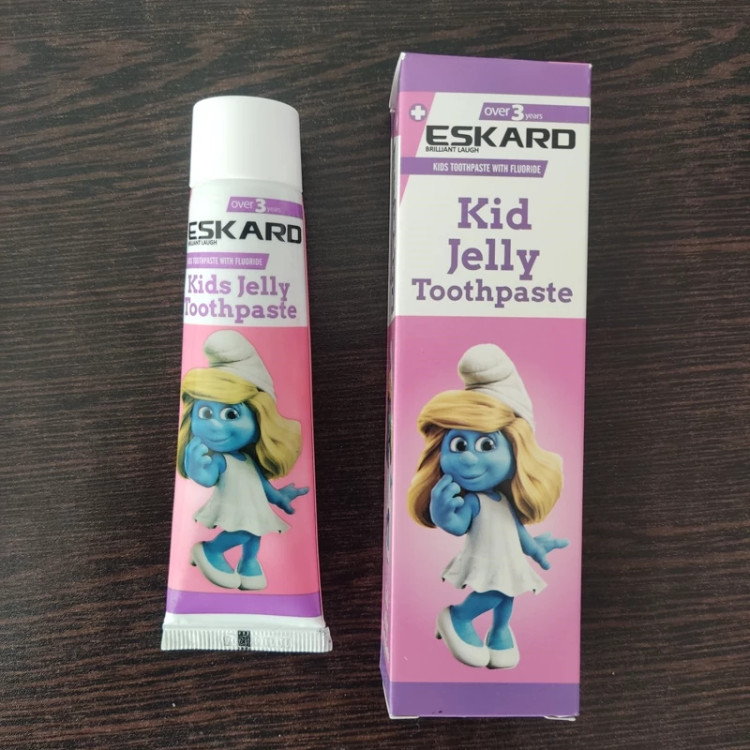 over 3 years
ESKARD
BRILLIANT LAUGH
KIDS TOOTHPASTE WITH FLUORIDE
Kids Jelly
Toothpaste
over 3 years
ESKARD
BRILLIANT LAUGH
KIDS TOOTHPASTE WITH FLUORIDE
Kid
Jelly
Toothpaste